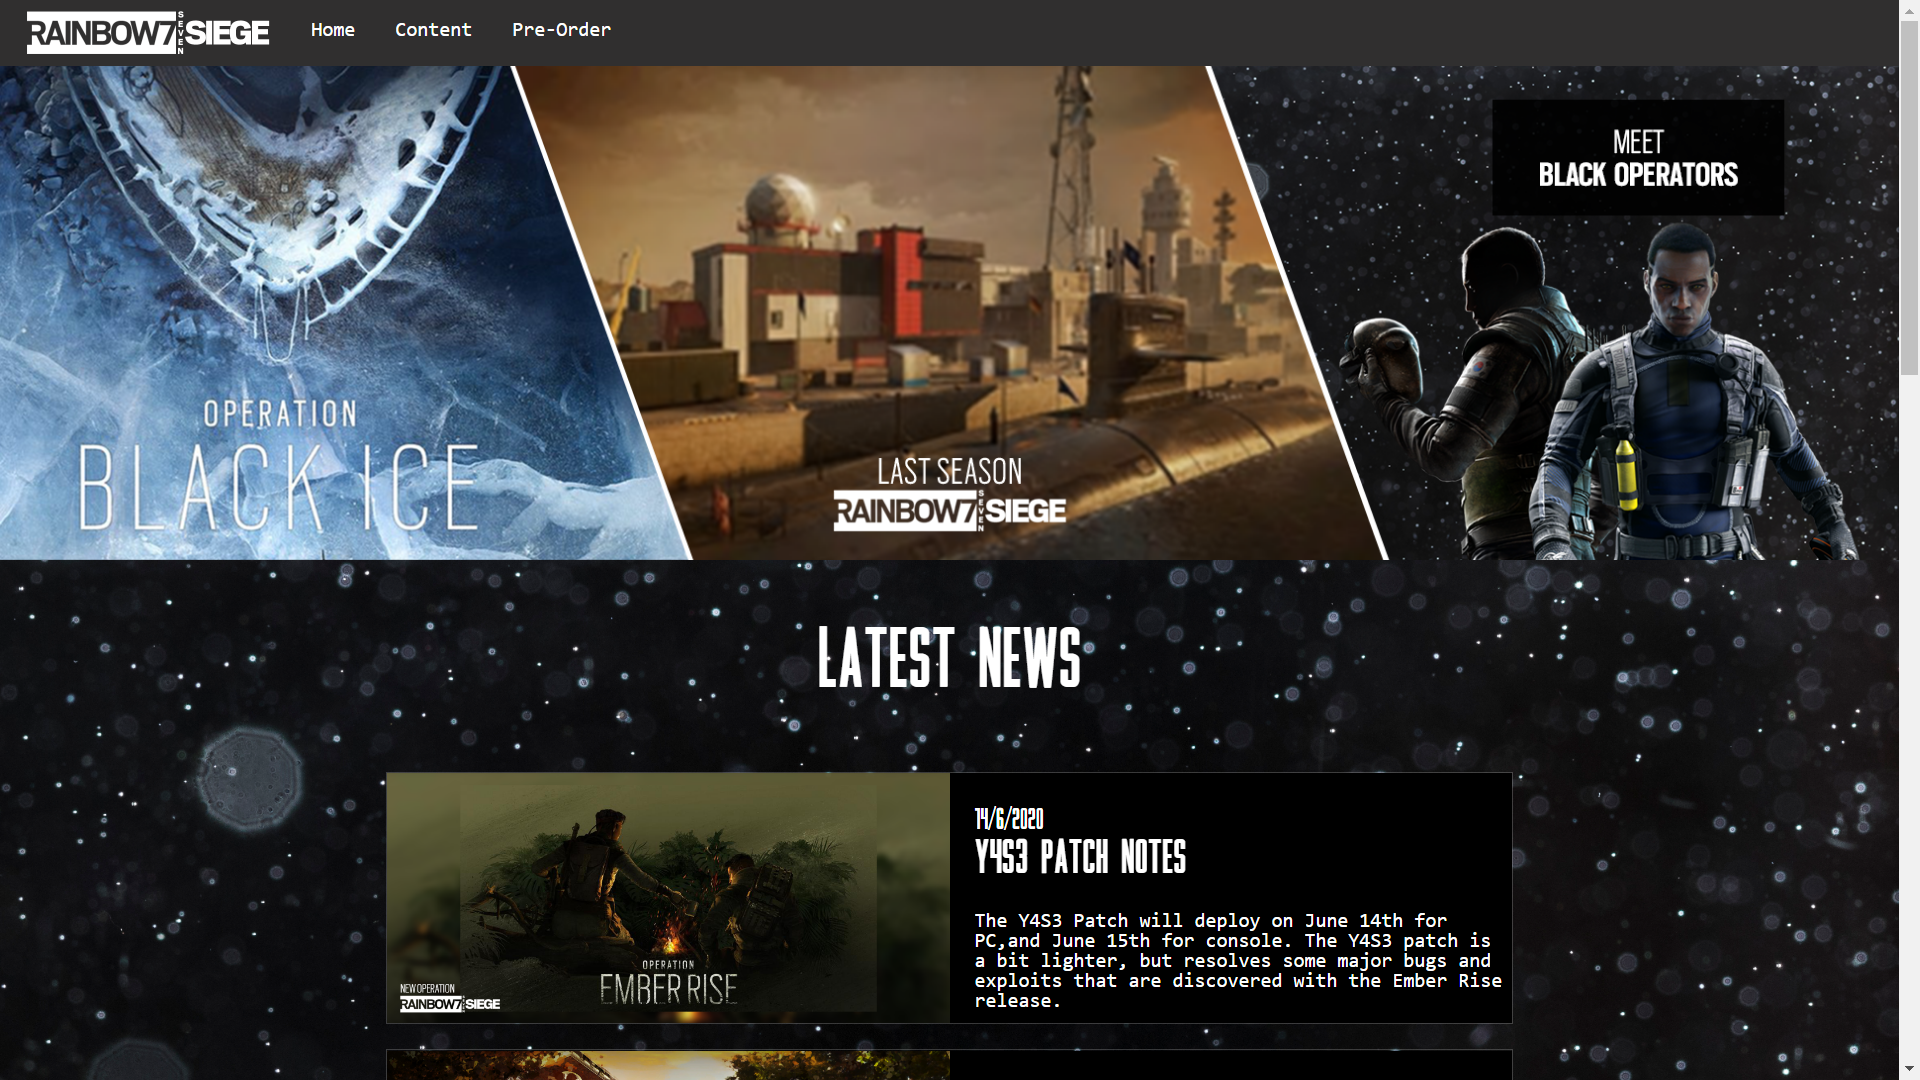 RAINBOW7 SEVEN SIEGE
Home
Content
Pre-Order
OPERATION
BLACK ICE
LAST SEASON
RAINBOW7 SEVEN SIEGE
MEET
BLACK OPERATORS
LATEST NEWS
OPERATION
EMBER RISE
NEW OPERATION
RAINBOW7 SIEGE
14/6/2020
Y4S3 PATCH NOTES
The Y4S3 Patch will deploy on June 14th for
PC,and June 15th for console. The Y4S3 patch is
a bit lighter, but resolves some major bugs and
exploits that are discovered with the Ember Rise
release.